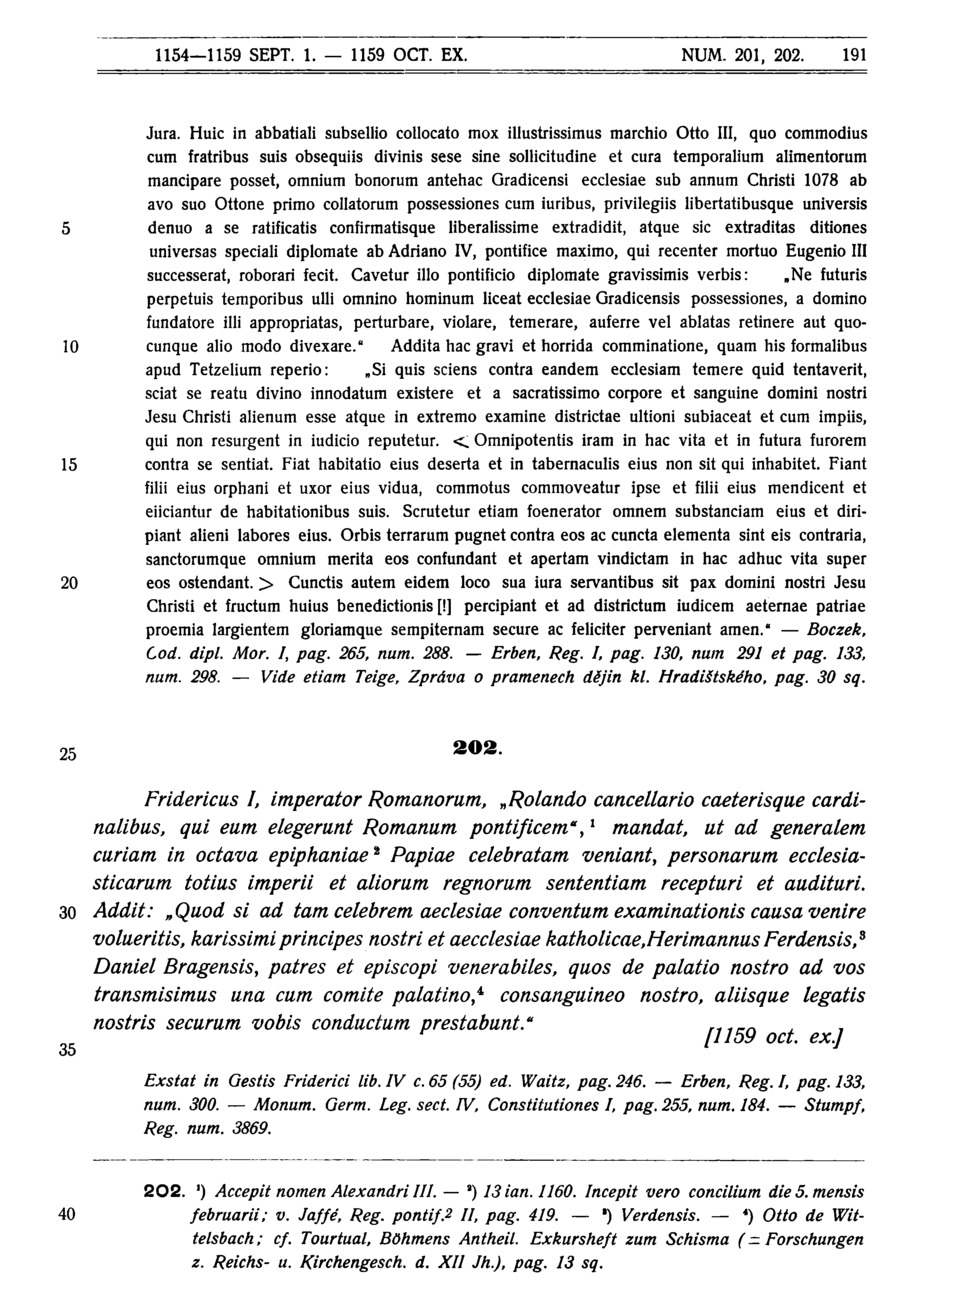 1154—1159 SEPT. 1. — 1159 OCT. EX. NUM. 201, 202. 191
Jura. Huic in abbatiali subsellio collocato mox illustrissimus marchio Otto III, quo commodius
cum fratribus suis obsequiis divinis sese sine sollicitudine et cura temporalium alimentorum
mancipare posset, omnium bonorum antehac Gradicensi ecclesiae sub annum Christi 1078 ab
avo suo Ottone primo collatorum possessiones cum iuribus, privilegiis libertatibusque universis
5 denuo a se ratificatis confirmatisque liberalissime extradidit, atque sic extraditas ditiones
universas speciali diplomate ab Adriano IV, pontifice maximo, qui recenter mortuo Eugenio III
successerat, roborari fecit. Cavetur illo pontificio diplomate gravissimis verbis: „Ne futuris
perpetuis temporibus ulli omnino hominum liceat ecclesiae Gradicensis possessiones, a domino
fundatore illi appropriatas, perturbare, violare, temerare, auferre vel ablatas retinere aut quo-
10 cunque alio modo divexare.“ Addita hac gravi et horrida comminatione, quam his formalibus
apud Tetzelium reperio: „Si quis sciens contra eandem ecclesiam temere quid tentaverit,
sciat se reatu divino innodatum existere et a sacratissimo corpore et sanguine domini nostri
Jesu Christi alienum esse atque in extremo examine districtae ultioni subiaceat et cum impiis,
qui non resurgent in iudicio reputetur. < Omnipotentis iram in hac vita et in futura furorem
15 contra se sentiat. Fiat habitatio eius deserta et in tabernaculis eius non sit qui inhabitet. Fiant
filii eius orphani et uxor eius vidua, commotus commoveatur ipse et filii eius mendicent et
eiiciantur de habitationibus suis. Scrutetur etiam foenerator omnem substanciam eius et diri-
piant alieni labores eius. Orbis terrarum pugnet contra eos ac cuncta elementa sint eis contraria,
sanctorumque omnium merita eos confundant et apertam vindictam in hac adhuc vita super
20 eos ostendant. > Cunctis autem eidem loco sua iura servantibus sit pax domini nostri Jesu
Christi et fructum huius benedictionis [!] percipiant et ad districtum iudicem aeternae patriae
proemia largientem gloriamque sempiternam secure ac feliciter perveniant amen.“ — Boczek,
Cod. dipl. Mor. I, pag. 265, num. 288. — Erben, Reg. I, pag. 130, num 291 et pag. 133,
num. 298. — Vide etiam Teige, Zpráva o pramenech dějin kl. Hradištského, pag. 30 sq.
25 202.
Fridericus I, imperator Romanorum, „Rolando cancellario caeterisque cardi-
nalibus, qui eum elegerunt Romanum pontificem“, ¹ mandat, ut ad generalem
curiam in octava epiphaniae ² Papiae celebratam veniant, personarum ecclesia-
sticarum totius imperii et aliorum regnorum sententiam recepturi et audituri.
30 Addit: „Quod si ad tam celebrem aeclesiae conventum examinationis causa venire
volueritis, karissimi principes nostri et aecclesiae katholicae, Herimannus Ferdensis,³
Daniel Bragensis, patres et episcopi venerabiles, quos de palatio nostro ad vos
transmisimus una cum comite palatino,⁴ consanguineo nostro, aliisque legatis
nostris securum vobis conductum prestabunt.“
35 [1159 oct. ex.]
Exstat in Gestis Friderici lib. IV c. 65 (55) ed. Waitz, pag. 246. — Erben, Reg. I, pag. 133,
num. 300. — Monum. Germ. Leg. sect. IV, Constitutiones I, pag. 255, num. 184. — Stumpf,
Reg. num. 3869.
202. ¹) Accepit nomen Alexandri III. — ²) 13 ian. 1160. Incepit vero concilium die 5. mensis
40 februarii; v. Jaffé, Reg. pontif.² II, pag. 419. — ³) Verdensis. — ⁴) Otto de Wit-
telsbach; cf. Tourtual, Böhmens Antheil. Exkursheft zum Schisma (= Forschungen
z. Reichs- u. Kirchengesch. d. XII Jh.), pag. 13 sq.